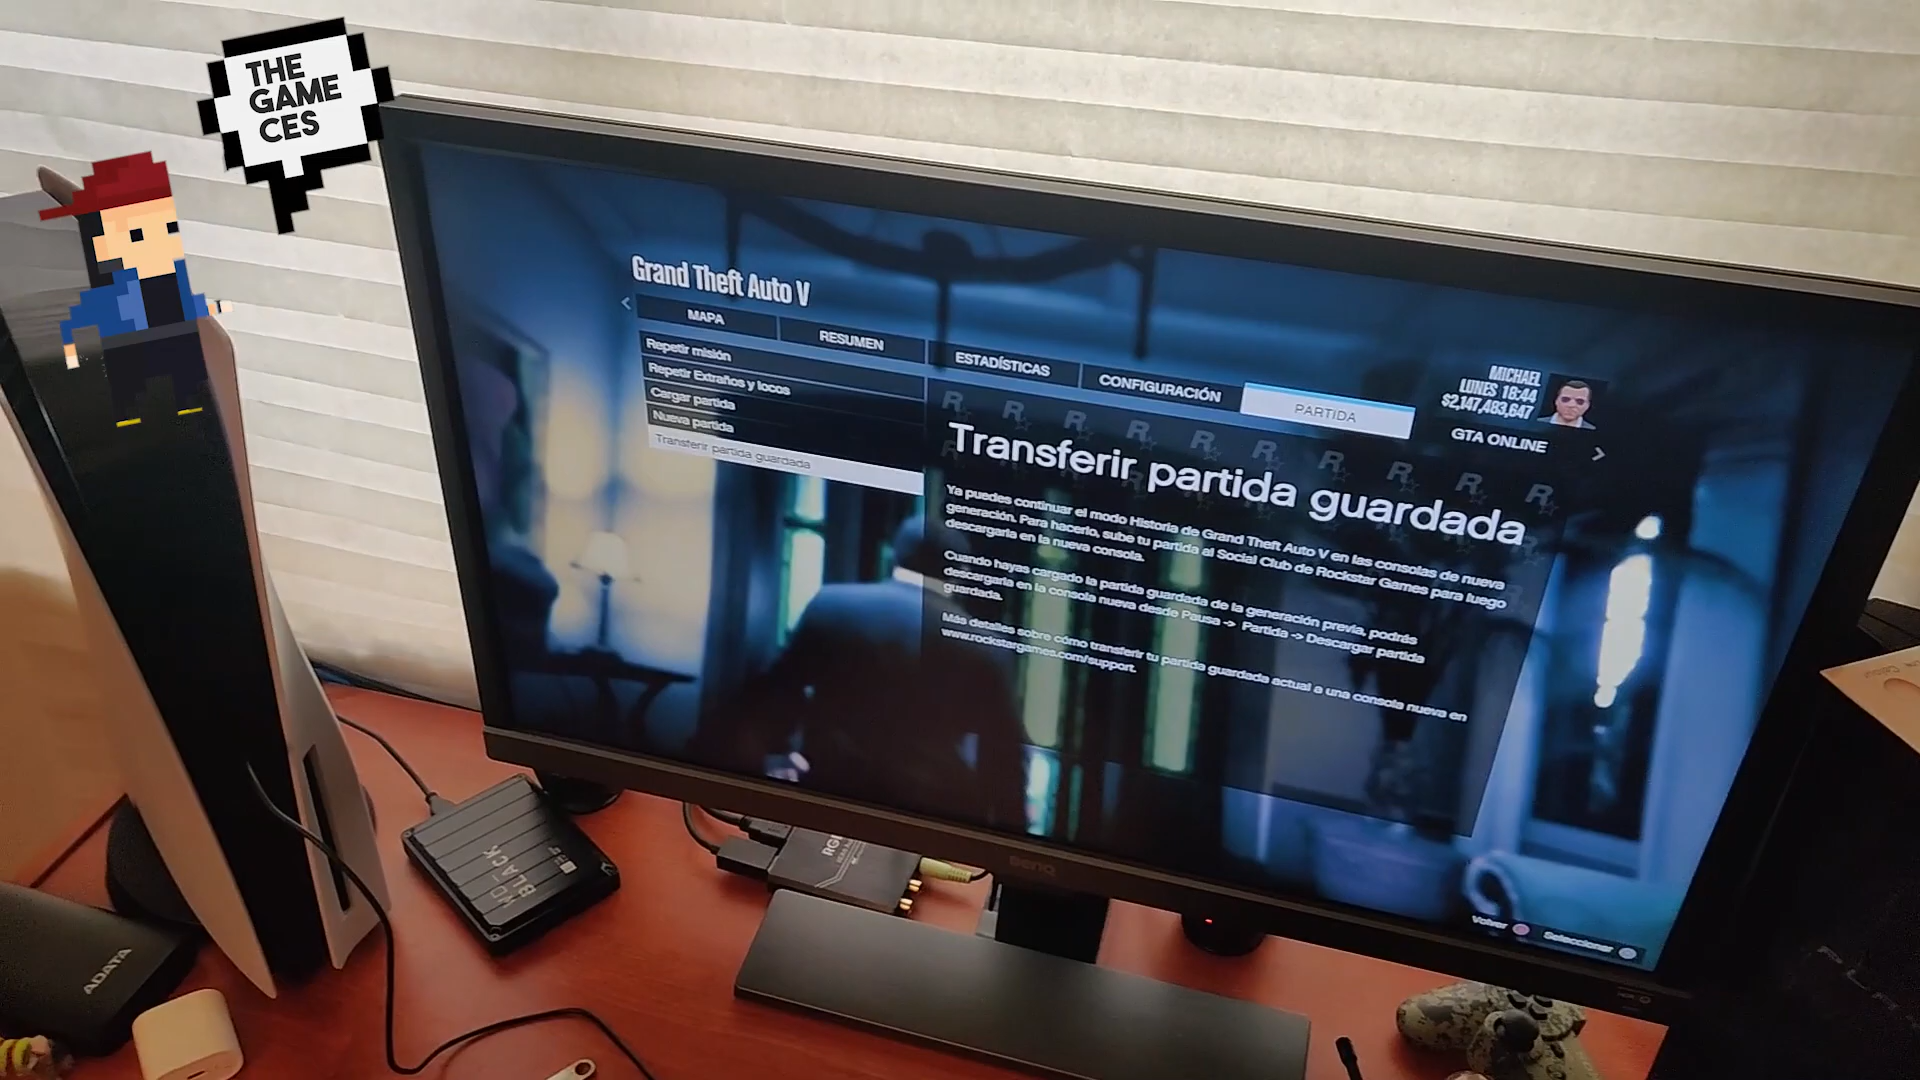 THE
GAME
CES
Grand Theft Auto V
MAPA
RESUMEN
ESTADÍSTICAS
CONFIGURACIÓN
PARTIDA
MICHAEL
LUNES 18:44
$2,147,483,647
GTA ONLINE
Repetir misión
Repetir Extraños y locos
Cargar partida
Nueva partida
Transferir partida guardada
Transferir partida guardada
Ya puedes continuar el modo Historia de Grand Theft Auto V en las consolas de nueva
generación. Para hacerlo, sube tu partida al Social Club de Rockstar Games para luego
descargarla en la nueva consola.
Cuando hayas cargado la partida guardada de la generación previa, podrás
descargarla en la consola nueva desde Pausa -> Partida -> Descargar partida
guardada.
Más detalles sobre cómo transferir tu partida guardada actual a una consola nueva en
www.rockstargames.com/support.
Volver
Seleccionar
BenQ
BLACK
ADATA